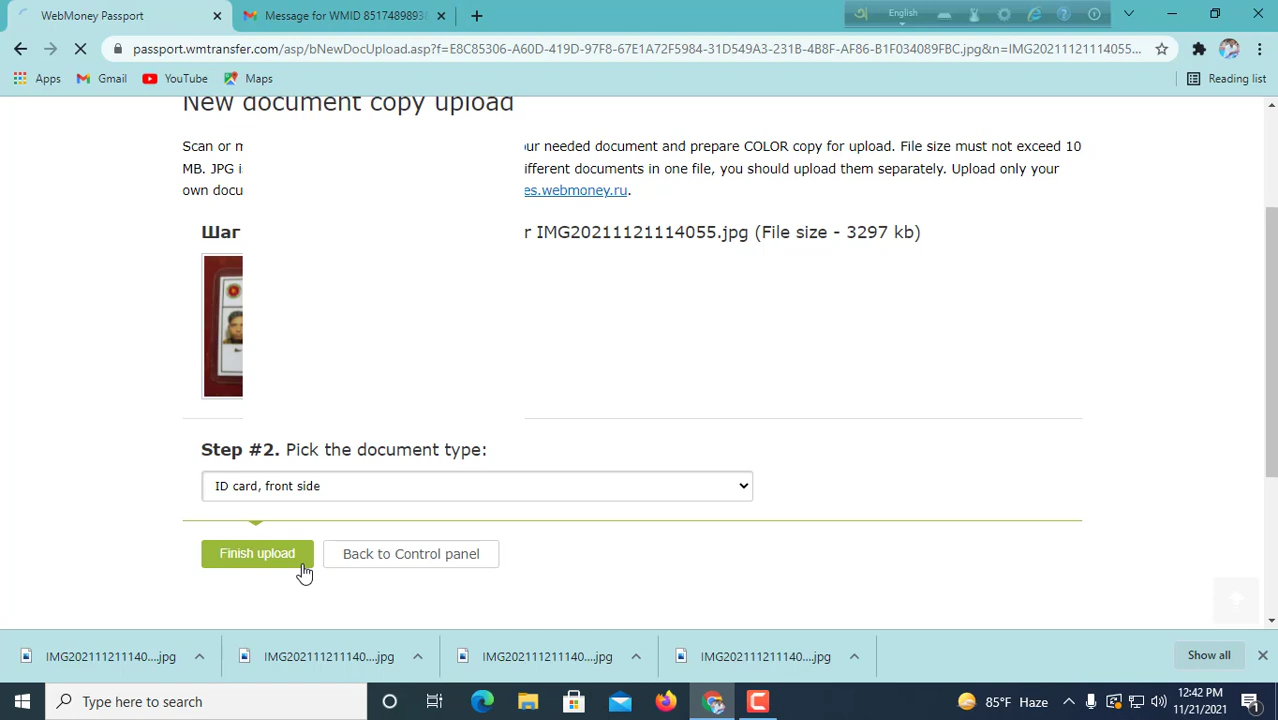 WebMoney Passport
Message for WMID 851748989
English
passport.wmtransfer.com/asp/bNewDocUpload.asp?f=E8C85306-A60D-419D-97F8-67E1A72F5984-31D549A3-231B-4B8F-AF86-B1F034089FBC.jpg&n=IMG20211121114055...
Apps
Gmail
YouTube
Maps
Reading list
New document copy upload
Scan or m ur needed document and prepare COLOR copy for upload. File size must not exceed 10
MB. JPG i ifferent documents in one file, you should upload them separately. Upload only your
own docu es.webmoney.ru.
Шаг r IMG20211121114055.jpg (File size - 3297 kb)
Step #2. Pick the document type:
ID card, front side
Finish upload
Back to Control panel
IMG202111211140....jpg
IMG202111211140....jpg
IMG202111211140....jpg
IMG202111211140....jpg
Show all
Type here to search
85°F Haze
12:42 PM
11/21/2021
1